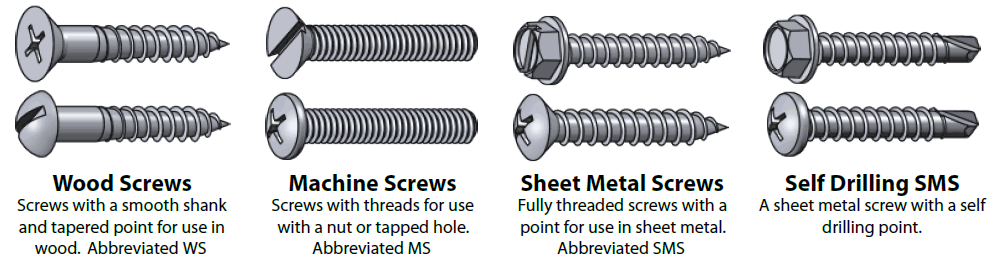 Wood Screws
Screws with a smooth shank
and tapered point for use in
wood. Abbreviated WS
Machine Screws
Screws with threads for use
with a nut or tapped hole.
Abbreviated MS
Sheet Metal Screws
Fully threaded screws with a
point for use in sheet metal.
Abbreviated SMS
Self Drilling SMS
A sheet metal screw with a self
drilling point.